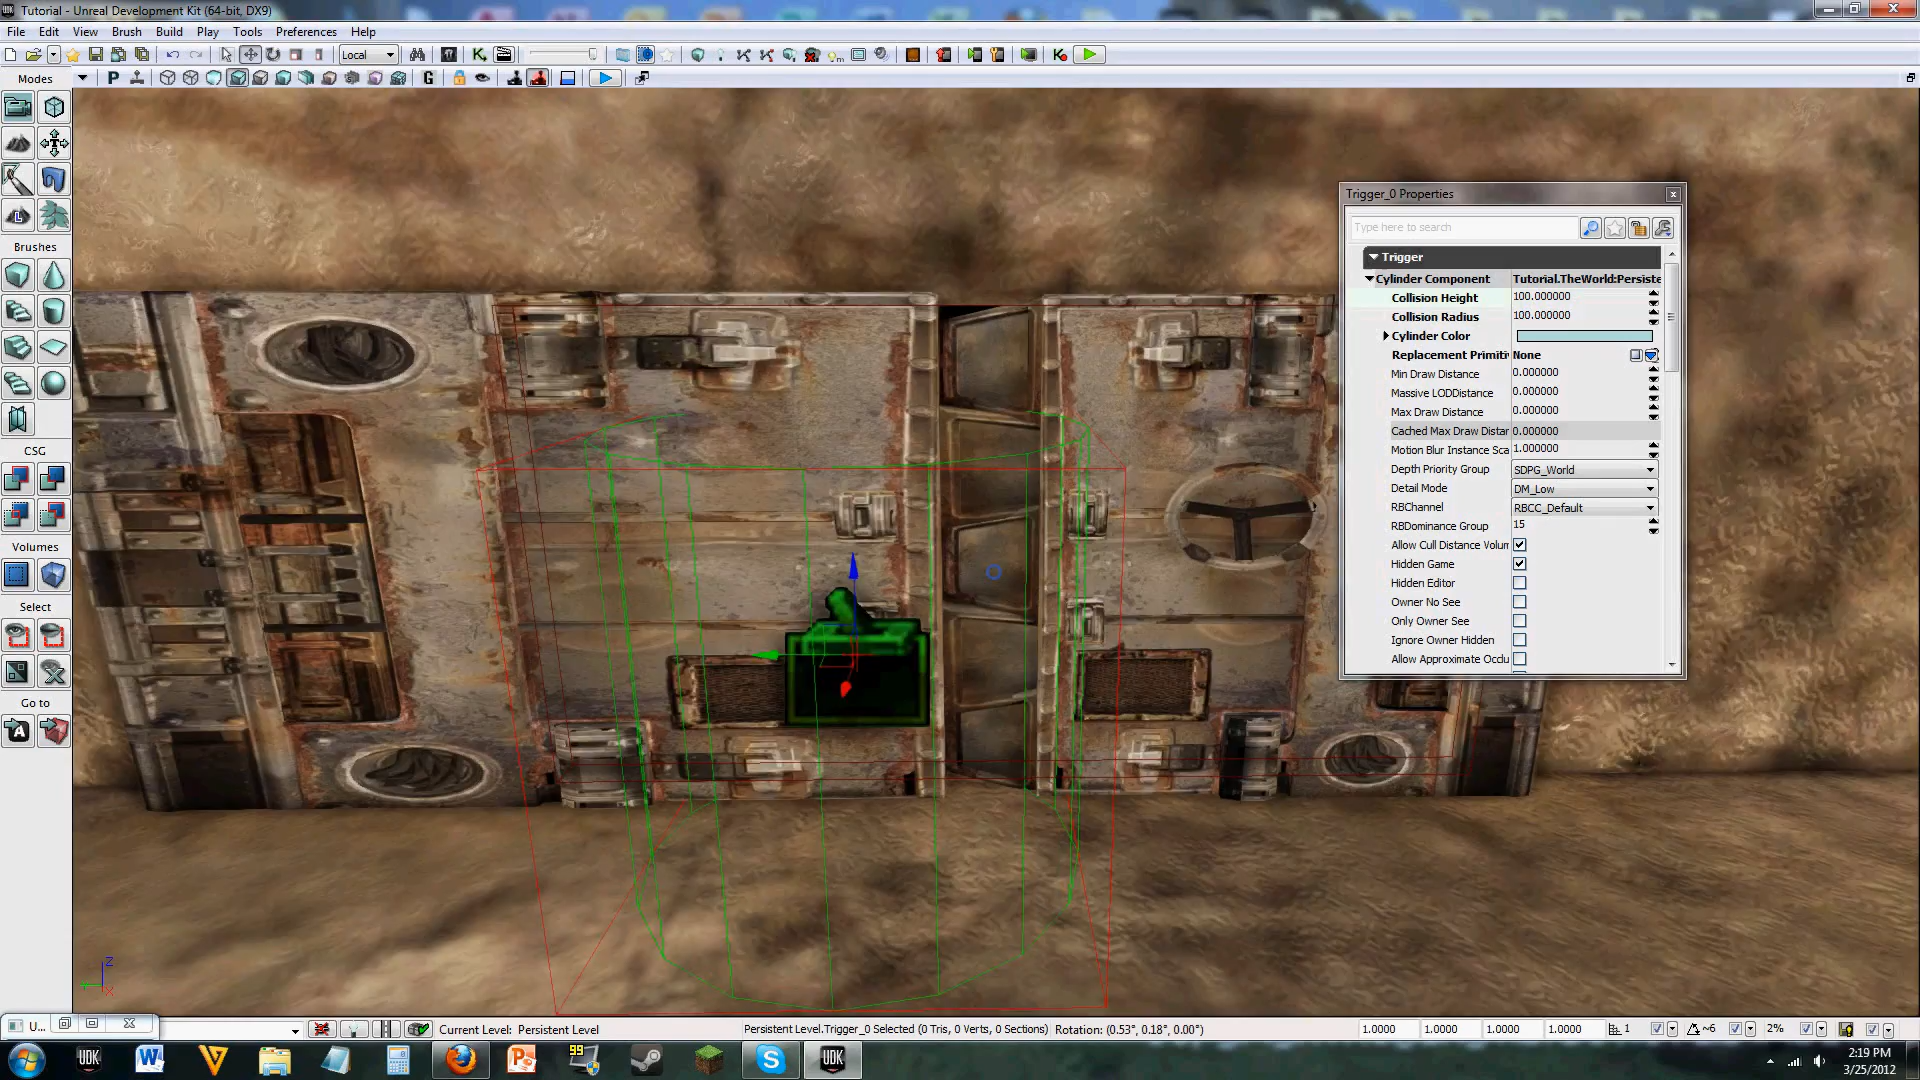 Tutorial - Unreal Development Kit (64-bit, DX9)
File Edit View Brush Build Play Tools Preferences Help
Local
Modes
P
G
Brushes
CSG
Volumes
Select
Go to
Trigger_0 Properties
Type here to search
Trigger
Cylinder Component Tutorial.TheWorld:Persiste
Collision Height 100.000000
Collision Radius 100.000000
Cylinder Color
Replacement Primitiv None
Min Draw Distance 0.000000
Massive LODDistance 0.000000
Max Draw Distance 0.000000
Cached Max Draw Distar 0.000000
Motion Blur Instance Sca 1.000000
Depth Priority Group SDPG_World
Detail Mode DM_Low
RBChannel RBCC_Default
RBDominance Group 15
Allow Cull Distance Volum
Hidden Game
Hidden Editor
Owner No See
Only Owner See
Ignore Owner Hidden
Allow Approximate Occlu
Z
X
U...
Current Level: Persistent Level
Persistent Level.Trigger_0 Selected (0 Tris, 0 Verts, 0 Sections) Rotation: (0.53°, 0.18°, 0.00°)
1.0000 1.0000 1.0000 1.0000 1 ~6 2%
UDK
99
UDK
2:19 PM
3/25/2012